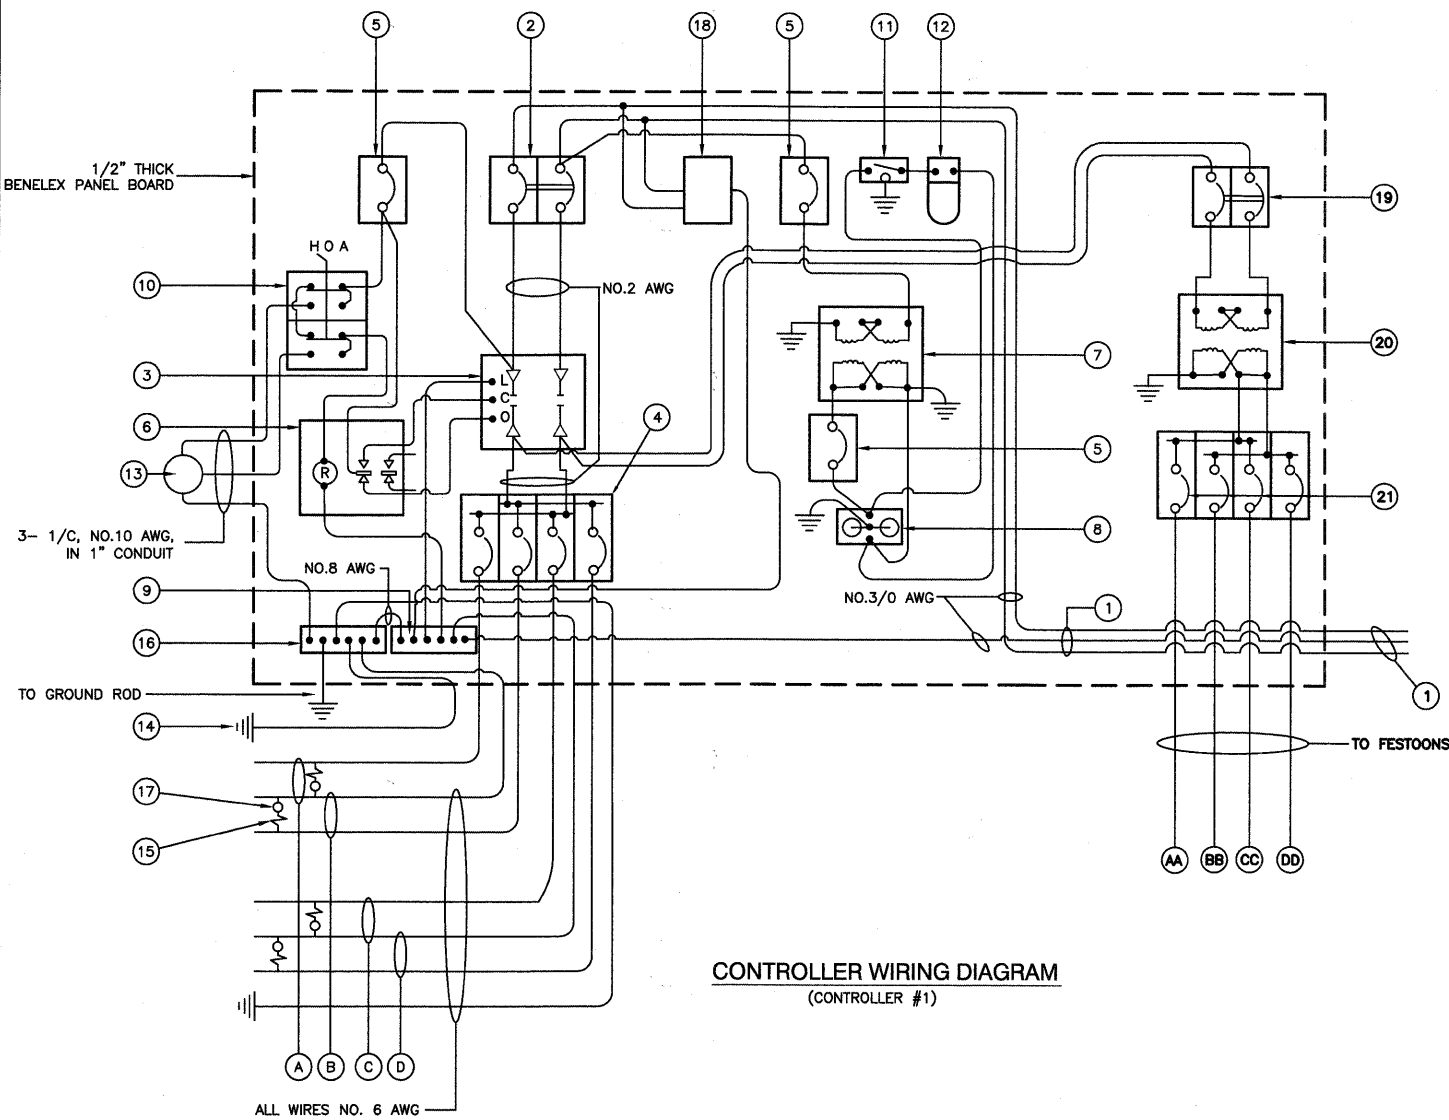 5
2
18
5
11
12
1/2" THICK
BENELEX PANEL BOARD
19
H O A
10
NO.2 AWG
20
7
3
L
C
O
4
6
R
5
13
21
3- 1/C, NO.10 AWG,
IN 1" CONDUIT
8
NO.8 AWG
9
NO.3/0 AWG
1
16
TO GROUND ROD
1
14
TO FESTOONS
17
15
AA
BB
CC
DD
CONTROLLER WIRING DIAGRAM
(CONTROLLER #1)
A
B
C
D
ALL WIRES NO. 6 AWG